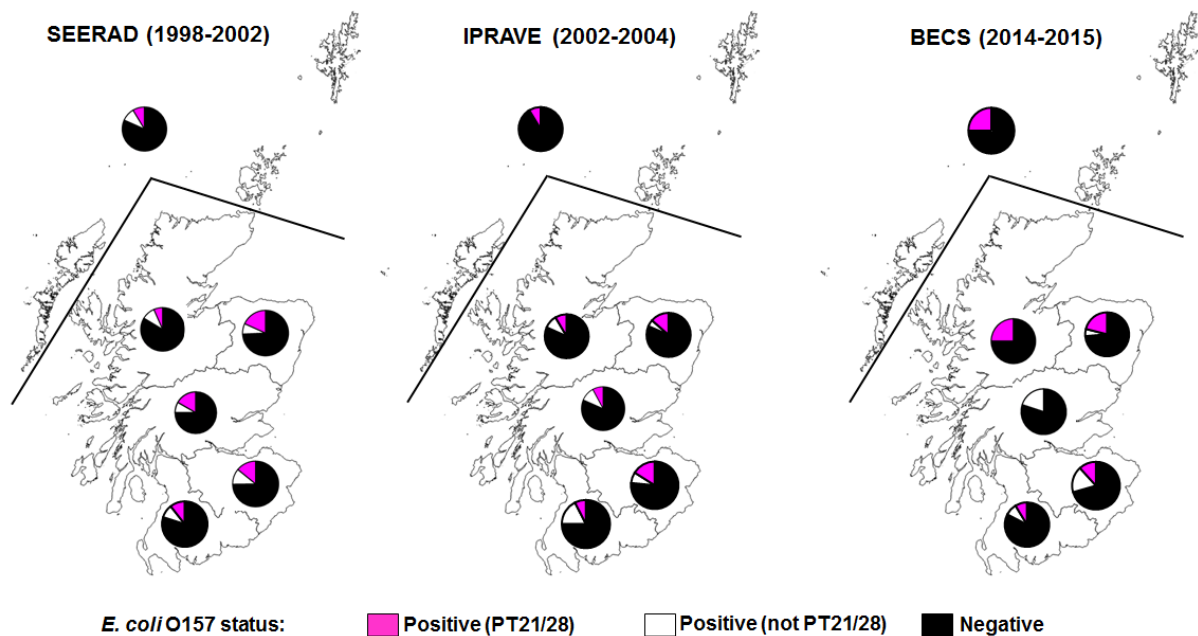 SEERAD (1998-2002) IPRAVE (2002-2004) BECS (2014-2015)
E. coli O157 status: Positive (PT21/28) Positive (not PT21/28) Negative